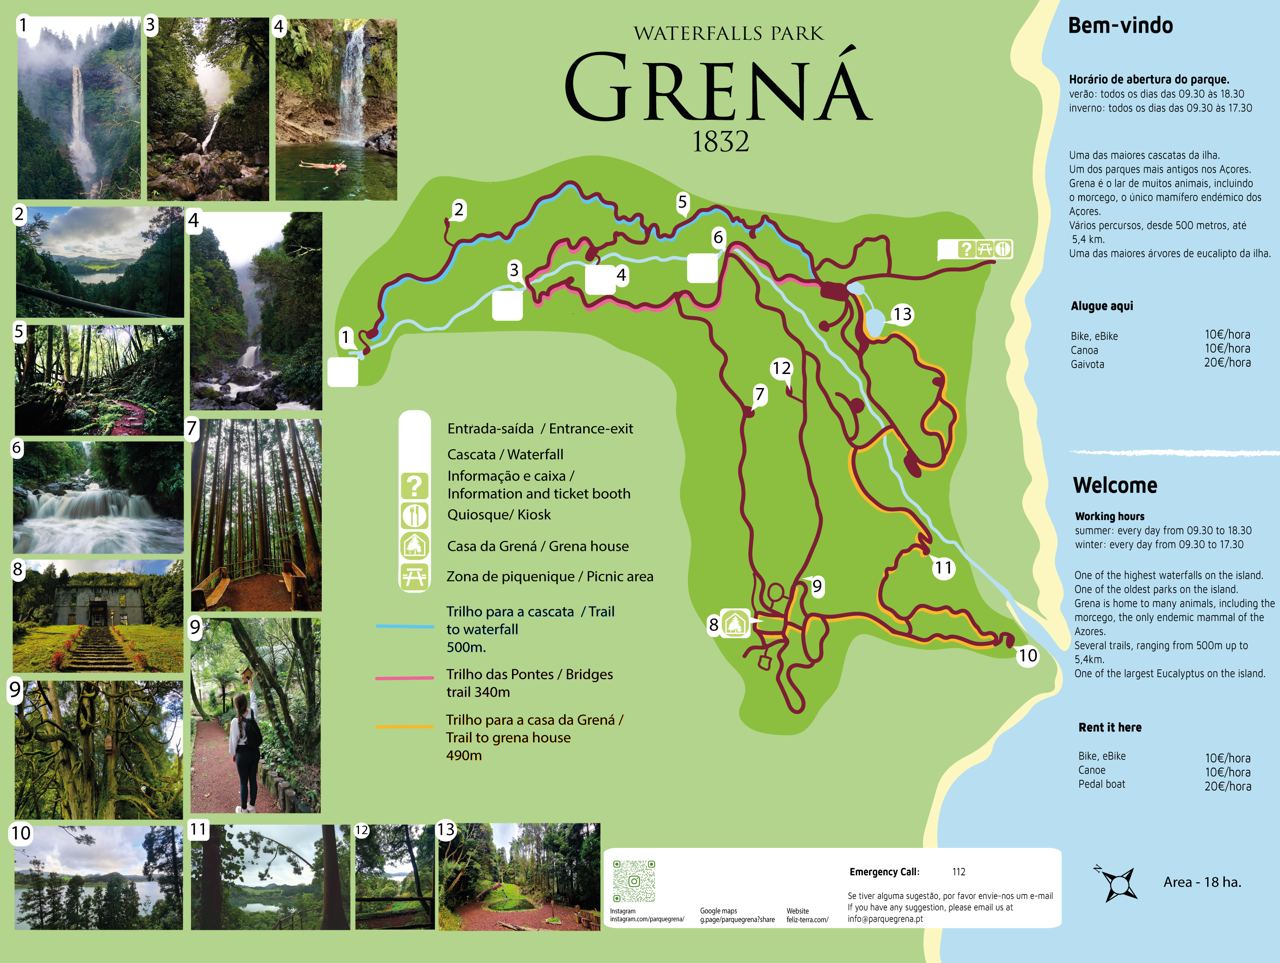 WATERFALLS PARK
GRENÁ
1832
1
3
4
2
4
5
6
7
8
9
9
10
11
12
13
2
5
6
3
4
1
13
12
7
9
8
11
10
?
Entrada-saída / Entrance-exit
Cascata / Waterfall
Informação e caixa /
Information and ticket booth
?
Quiosque/ Kiosk
Casa da Grená / Grena house
Zona de piquenique / Picnic area
Trilho para a cascata / Trail
to waterfall
500m.
Trilho das Pontes / Bridges
trail 340m
Trilho para a casa da Grená /
Trail to grena house
490m
Bem-vindo
Horário de abertura do parque.
verão: todos os dias das 09.30 às 18.30
inverno: todos os dias das 09.30 às 17.30
Uma das maiores cascatas da ilha.
Um dos parques mais antigos nos Açores.
Grena é o lar de muitos animais, incluindo
o morcego, o único mamífero endémico dos
Açores.
Vários percursos, desde 500 metros, até
5,4 km.
Uma das maiores árvores de eucalipto da ilha.
Alugue aqui
Bike, eBike 10€/hora
Canoa 10€/hora
Gaivota 20€/hora
Welcome
Working hours
summer: every day from 09.30 to 18.30
winter: every day from 09.30 to 17.30
One of the highest waterfalls on the island.
One of the oldest parks on the island.
Grena is home to many animals, including the
morcego, the only endemic mammal of the
Azores.
Several trails, ranging from 500m up to
5,4km.
One of the largest Eucalyptus on the island.
Rent it here
Bike, eBike 10€/hora
Canoe 10€/hora
Pedal boat 20€/hora
N
Area - 18 ha.
Emergency Call: 112
Se tiver alguma sugestão, por favor envie-nos um e-mail
If you have any suggestion, please email us at
info@parquegrena.pt
Instagram
instagram.com/parquegrena/
Google maps
g.page/parquegrena?share
Website
feliz-terra.com/